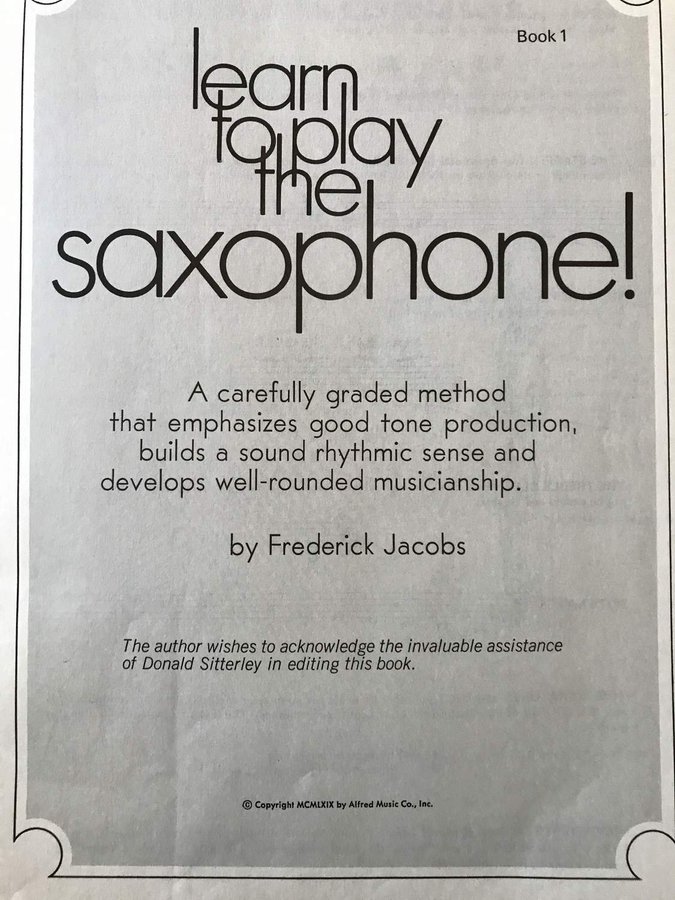 Book 1
learn
to play
the
saxophone!
A carefully graded method
that emphasizes good tone production,
builds a sound rhythmic sense and
develops well-rounded musicianship.
by Frederick Jacobs
The author wishes to acknowledge the invaluable assistance
of Donald Sitterley in editing this book.
© Copyright MCMLXIX by Alfred Music Co., Inc.